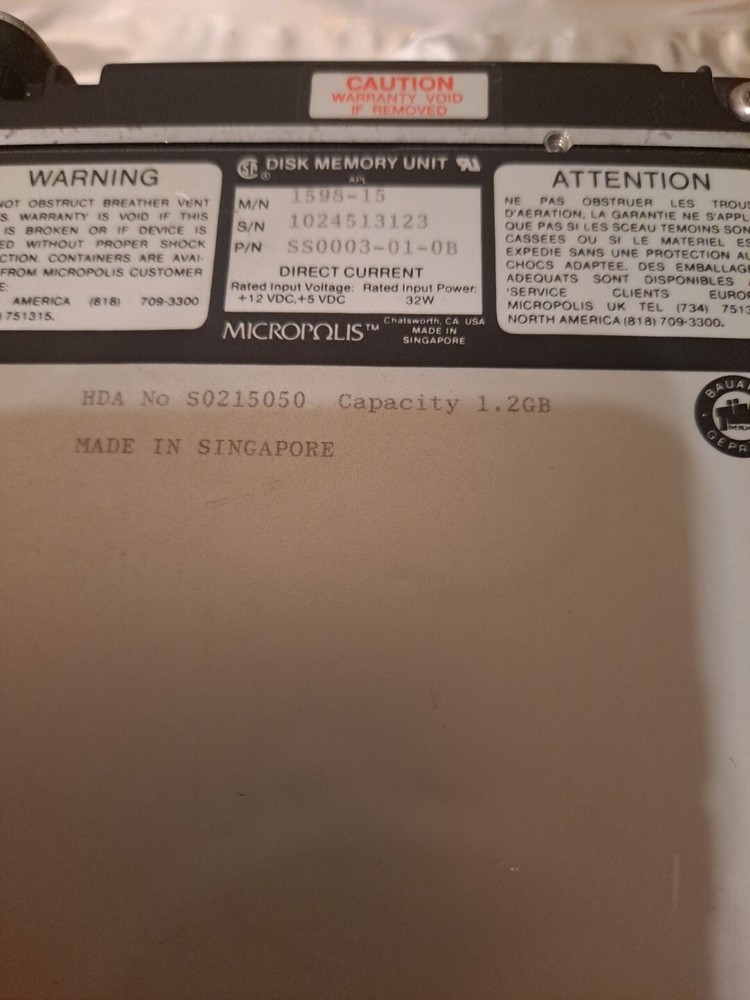 CAUTION
WARRANTY VOID
IF REMOVED
WARNING
NOT OBSTRUCT BREATHER VENT
S. WARRANTY IS VOID IF THIS
IS BROKEN OR IF DEVICE IS
ED WITHOUT PROPER SHOCK
CTION CONTAINERS ARE AVAI-
FROM MICROPOLIS CUSTOMER
E:
AMERICA (818) 709-3300
) 751315.
DISK MEMORY UNIT
APL
M/N 1598-15
S/N 1024513123
P/N SS0003-01-0B
DIRECT CURRENT
Rated Input Voltage: Rated Input Power:
+12 VDC,+5 VDC 32W
MICROPOLIS™ Chatsworth, CA. USA
MADE IN
SINGAPORE
ATTENTION
NE PAS OBSTRUER LES TROUS
D'AERATION, LA GARANTIE NE S'APPL
QUE PAS SI LES SCEAU TEMOINS SON
CASSEES OU SI LE MATERIEL ES
EXPEDIE SANS UNE PROTECTION AU
CHOCS ADAPTEE. DES EMBALLAG
ADEQUATS SONT DISPONIBLES
'SERVICE CLIENTS EURO
MICROPOLIS UK TEL (734) 7513
NORTH AMERICA (818) 709-3300.
HDA No S0215050 Capacity 1.2GB
MADE IN SINGAPORE
BAUA
GEPR